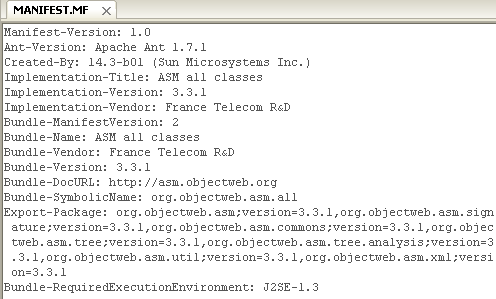 MANIFEST.MF
Manifest-Version: 1.0
Ant-Version: Apache Ant 1.7.1
Created-By: 14.3-b01 (Sun Microsystems Inc.)
Implementation-Title: ASM all classes
Implementation-Version: 3.3.1
Implementation-Vendor: France Telecom R&D
Bundle-ManifestVersion: 2
Bundle-Name: ASM all classes
Bundle-Vendor: France Telecom R&D
Bundle-Version: 3.3.1
Bundle-DocURL: http://asm.objectweb.org
Bundle-SymbolicName: org.objectweb.asm.all
Export-Package: org.objectweb.asm;version=3.3.1,org.objectweb.asm.sign
ature;version=3.3.1,org.objectweb.asm.commons;version=3.3.1,org.objec
tweb.asm.tree;version=3.3.1,org.objectweb.asm.tree.analysis;version=3
.3.1,org.objectweb.asm.util;version=3.3.1,org.objectweb.asm.xml;versi
on=3.3.1
Bundle-RequiredExecutionEnvironment: J2SE-1.3